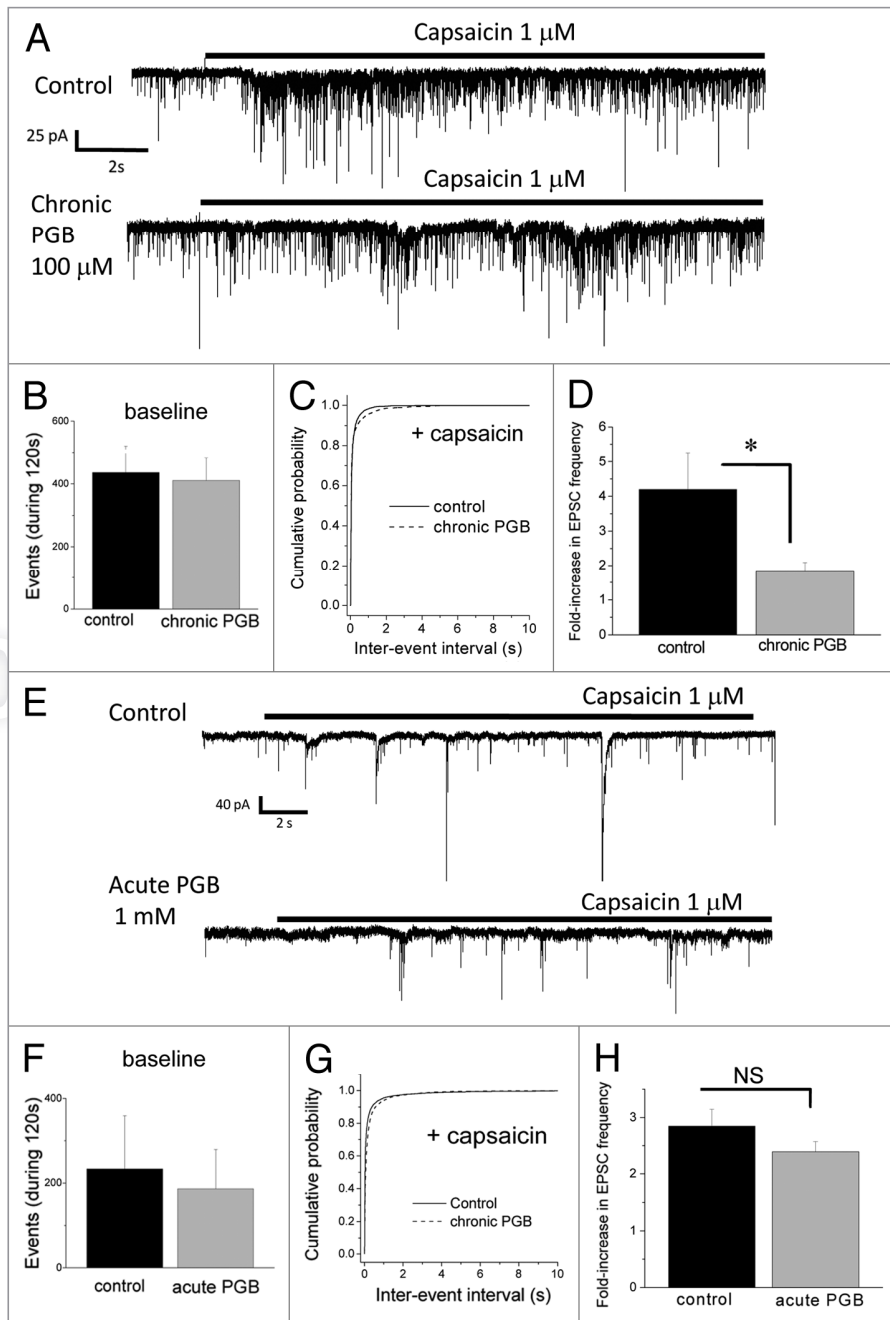 A
Capsaicin 1 μM
Control
25 pA
2s
Capsaicin 1 μM
Chronic
PGB
100 μM
B
baseline
Events (during 120s)
600
400
200
0
control
chronic PGB
C
Cumulative probability
1.0
0.8
0.6
0.4
0.2
0.0
+ capsaicin
control
chronic PGB
0
2
4
6
8
10
Inter-event interval (s)
D
Fold-increase in EPSC frequency
6
5
4
3
2
1
0
*
control
chronic PGB
E
Capsaicin 1 μM
Control
40 pA
2 s
Acute PGB
1 mM
Capsaicin 1 μM
F
baseline
Events (during 120s)
400
200
0
control
acute PGB
G
Cumulative probability
1.0
0.8
0.6
0.4
0.2
0.0
+ capsaicin
Control
chronic PGB
0
2
4
6
8
10
Inter-event interval (s)
H
Fold-increase in EPSC frequency
3
2
1
0
NS
control
acute PGB